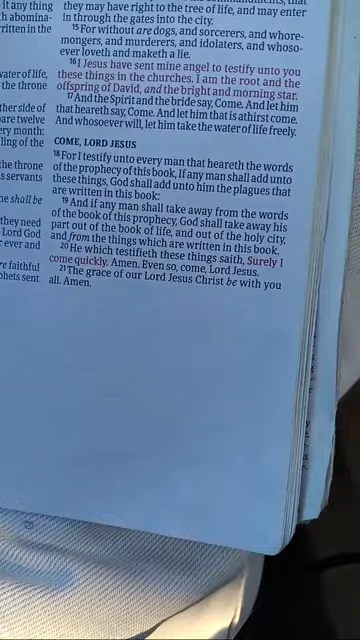 it any thing
h abomina-
ritten in the
vater of life,
the throne
ther side of
bare twelve
ery month:
ling of the
the throne
s servants
ne shall be
they need
Lord God
r ever and
re faithful
phets sent
they may have right to the tree of life, and may enter
in through the gates into the city.
15 For without are dogs, and sorcerers, and whore-
mongers, and murderers, and idolaters, and whoso-
ever loveth and maketh a lie.
16 I Jesus have sent mine angel to testify unto you
these things in the churches. I am the root and the
offspring of David, and the bright and morning star.
17 And the Spirit and the bride say, Come. And let him
that heareth say, Come. And let him that is athirst come.
And whosoever will, let him take the water of life freely.
COME, LORD JESUS
18 For I testify unto every man that heareth the words
of the prophecy of this book, If any man shall add unto
these things, God shall add unto him the plagues that
are written in this book:
19 And if any man shall take away from the words
of the book of this prophecy, God shall take away his
part out of the book of life, and out of the holy city,
and from the things which are written in this book.
20 He which testifieth these things saith, Surely I
come quickly. Amen. Even so, come, Lord Jesus.
21 The grace of our Lord Jesus Christ be with you
all. Amen.